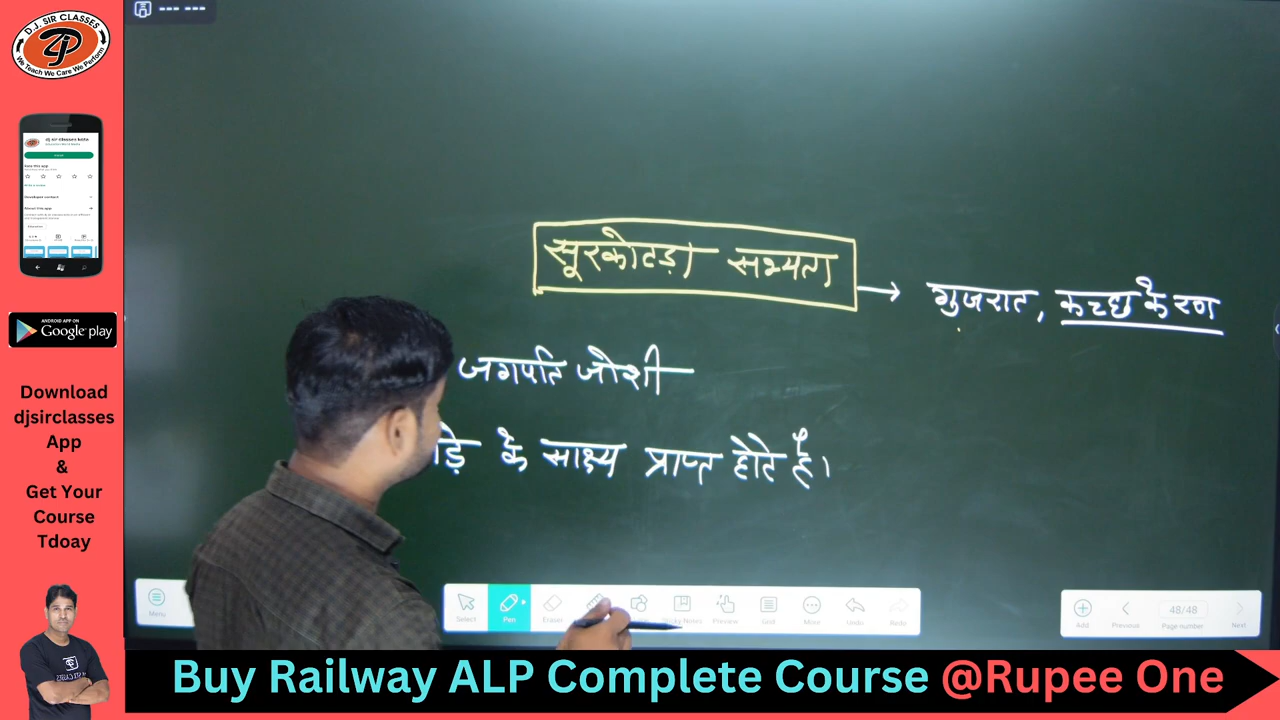 D.J. SIR CLASSES
We Teach We Care We Perform
सूरकोटड़ा सभ्यता
गुजरात, कच्छ के रण
जगपति जोशी
ड़े के साक्ष्य प्राप्त होते है।
ANDROID APP ON
Google play
Download
djsirclasses
App
&
Get Your
Course
Tdoay
Menu
Select
Pen
Eraser
Sticky Notes
Preview
Grid
More
Undo
Redo
Add
Previous
48/48
Page number
Next
Buy Railway ALP Complete Course @Rupee One